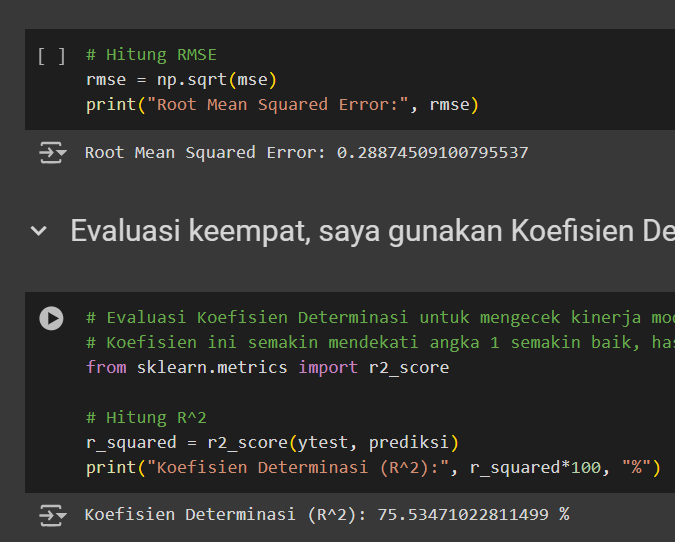 [ ] # Hitung RMSE
rmse = np.sqrt(mse)
print("Root Mean Squared Error:", rmse)
Root Mean Squared Error: 0.28874509100795537
Evaluasi keempat, saya gunakan Koefisien De
# Evaluasi Koefisien Determinasi untuk mengecek kinerja mod
# Koefisien ini semakin mendekati angka 1 semakin baik, has
from sklearn.metrics import r2_score
# Hitung R^2
r_squared = r2_score(ytest, prediksi)
print("Koefisien Determinasi (R^2):", r_squared*100, "%")
Koefisien Determinasi (R^2): 75.53471022811499 %